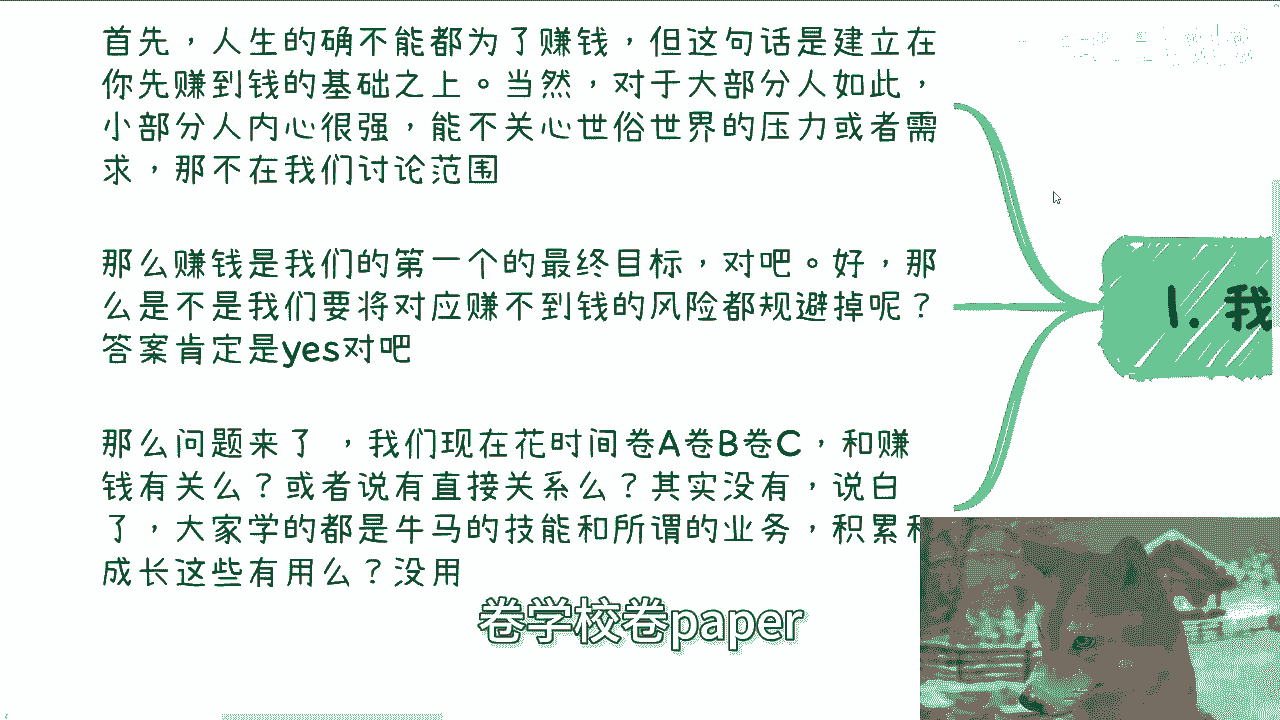 首先，人生的确不能都为了赚钱，但这句话是建立在
你先赚到钱的基础之上。当然，对于大部分人如此，
小部分人内心很强，能不关心世俗世界的压力或者需
求，那不在我们讨论范围
那么赚钱是我们的第一个的最终目标，对吧。好，那
么是不是我们要将对应赚不到钱的风险都规避掉呢？
答案肯定是yes对吧
1. 我
那么问题来了 ，我们现在花时间卷A卷B卷C，和赚
钱有关么？或者说有直接关系么？其实没有，说白
了，大家学的都是牛马的技能和所谓的业务，积累和
成长这些有用么？没用
卷学校卷paper